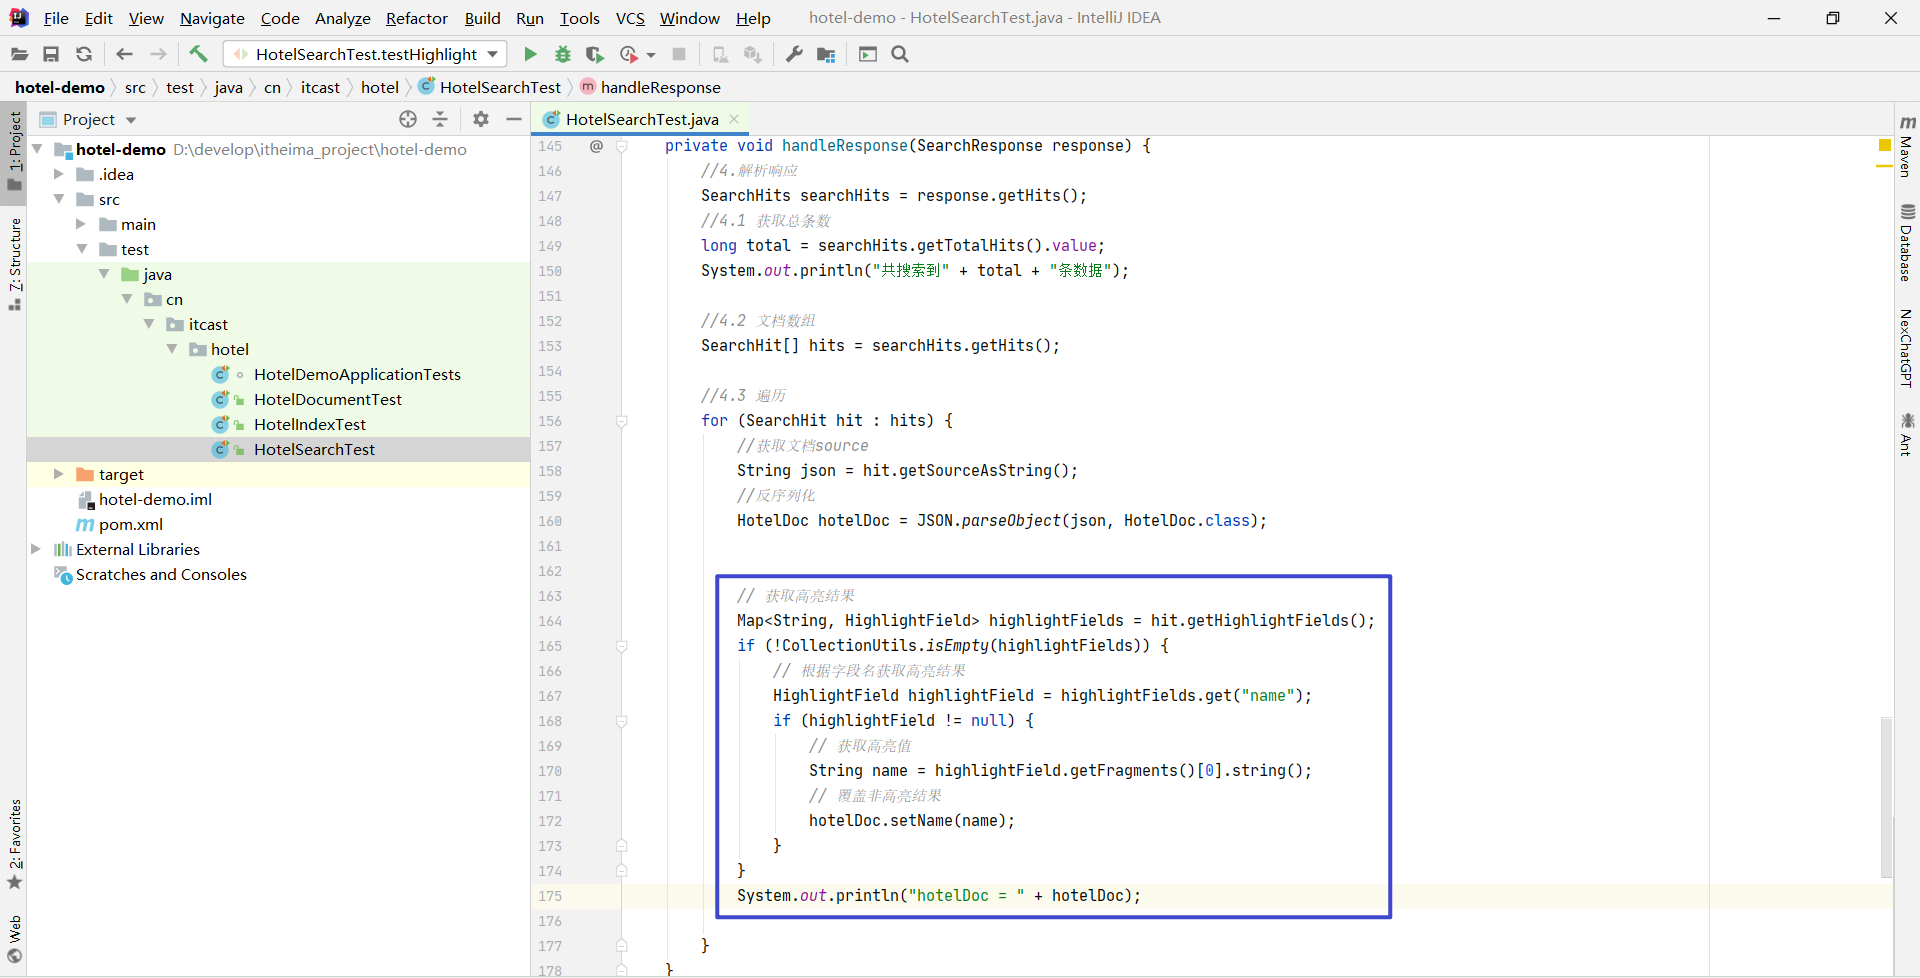 File Edit View Navigate Code Analyze Refactor Build Run Tools VCS Window Help hotel-demo - HotelSearchTest.java - IntelliJ IDEA
HotelSearchTest.testHighlight
hotel-demo src test java cn itcast hotel HotelSearchTest handleResponse
1: Project
7: Structure
2: Favorites
Web
Project
hotel-demo D:\develop\itheima_project\hotel-demo
.idea
src
main
test
java
cn
itcast
hotel
HotelDemoApplicationTests
HotelDocumentTest
HotelIndexTest
HotelSearchTest
target
hotel-demo.iml
pom.xml
External Libraries
Scratches and Consoles
HotelSearchTest.java
145 @ private void handleResponse(SearchResponse response) {
146 //4.解析响应
147 SearchHits searchHits = response.getHits();
148 //4.1 获取总条数
149 long total = searchHits.getTotalHits().value;
150 System.out.println("共搜索到" + total + "条数据");
151
152 //4.2 文档数组
153 SearchHit[] hits = searchHits.getHits();
154
155 //4.3 遍历
156 for (SearchHit hit : hits) {
157 //获取文档source
158 String json = hit.getSourceAsString();
159 //反序列化
160 HotelDoc hotelDoc = JSON.parseObject(json, HotelDoc.class);
161
162
163 // 获取高亮结果
164 Map<String, HighlightField> highlightFields = hit.getHighlightFields();
165 if (!CollectionUtils.isEmpty(highlightFields)) {
166 // 根据字段名获取高亮结果
167 HighlightField highlightField = highlightFields.get("name");
168 if (highlightField != null) {
169 // 获取高亮值
170 String name = highlightField.getFragments()[0].string();
171 // 覆盖非高亮结果
172 hotelDoc.setName(name);
173 }
174 }
175 System.out.println("hotelDoc = " + hotelDoc);
176
177 }
178 }
Maven
Database
NexChatGPT
Ant